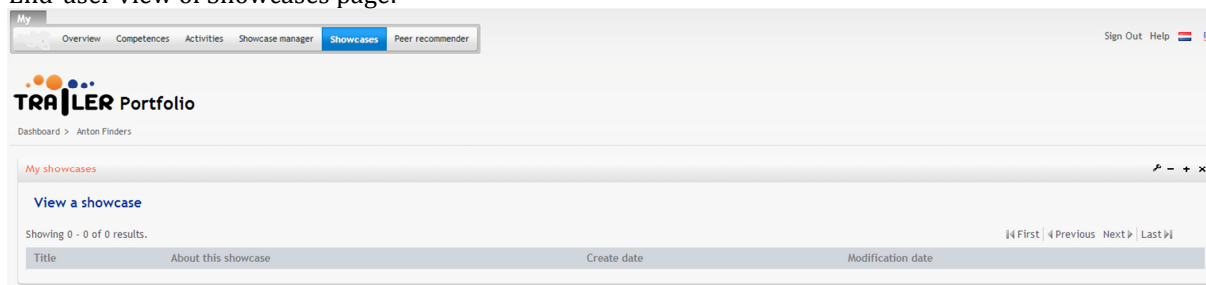 End-user view of Showcases page.
My
Overview Competences Activities Showcase manager Showcases Peer recommender
Sign Out Help
TRAILER Portfolio
Dashboard > Anton Finders
My showcases
View a showcase
Showing 0 - 0 of 0 results.
First Previous Next Last
Title About this showcase Create date Modification date